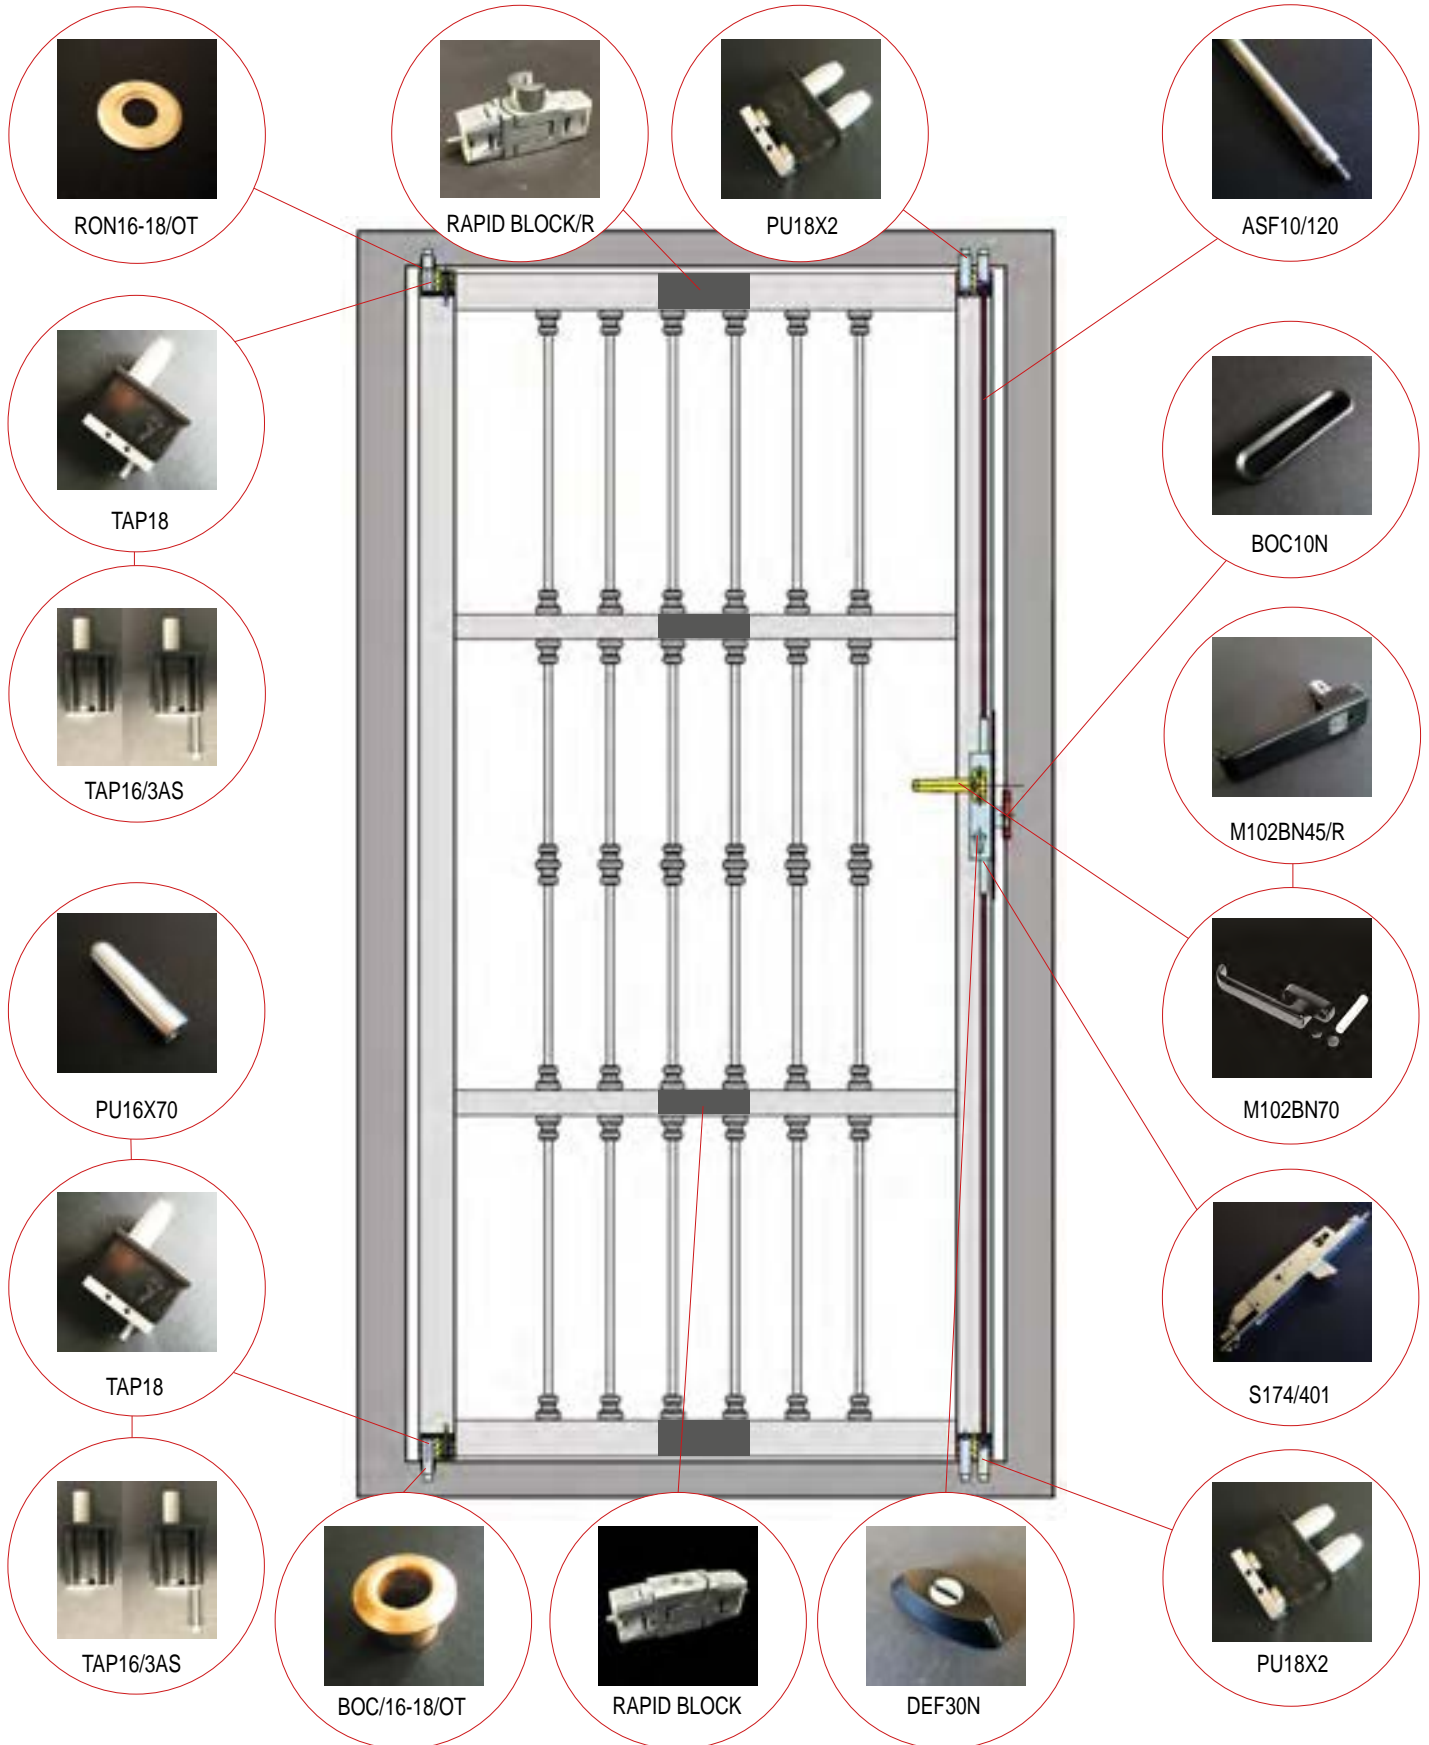 RON16-18/OT
RAPID BLOCK/R
PU18X2
ASF10/120
TAP18
BOC10N
TAP16/3AS
M102BN45/R
PU16X70
M102BN70
TAP18
S174/401
TAP16/3AS
BOC/16-18/OT
RAPID BLOCK
DEF30N
PU18X2